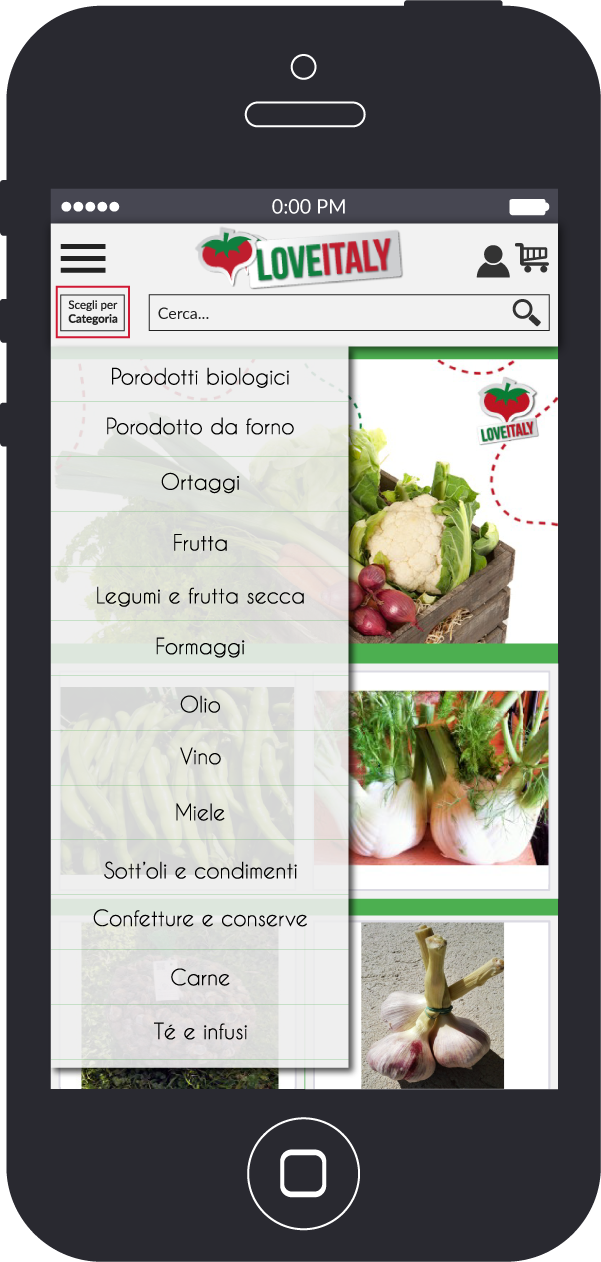 0:00 PM
LOVEITALY
Scegli per
Categoria
Cerca...
Porodotti biologici
LOVEITALY
Porodotto da forno
Ortaggi
Frutta
Legumi e frutta secca
Formaggi
Olio
Vino
Miele
Sott'oli e condimenti
Confetture e conserve
Carne
Té e infusi